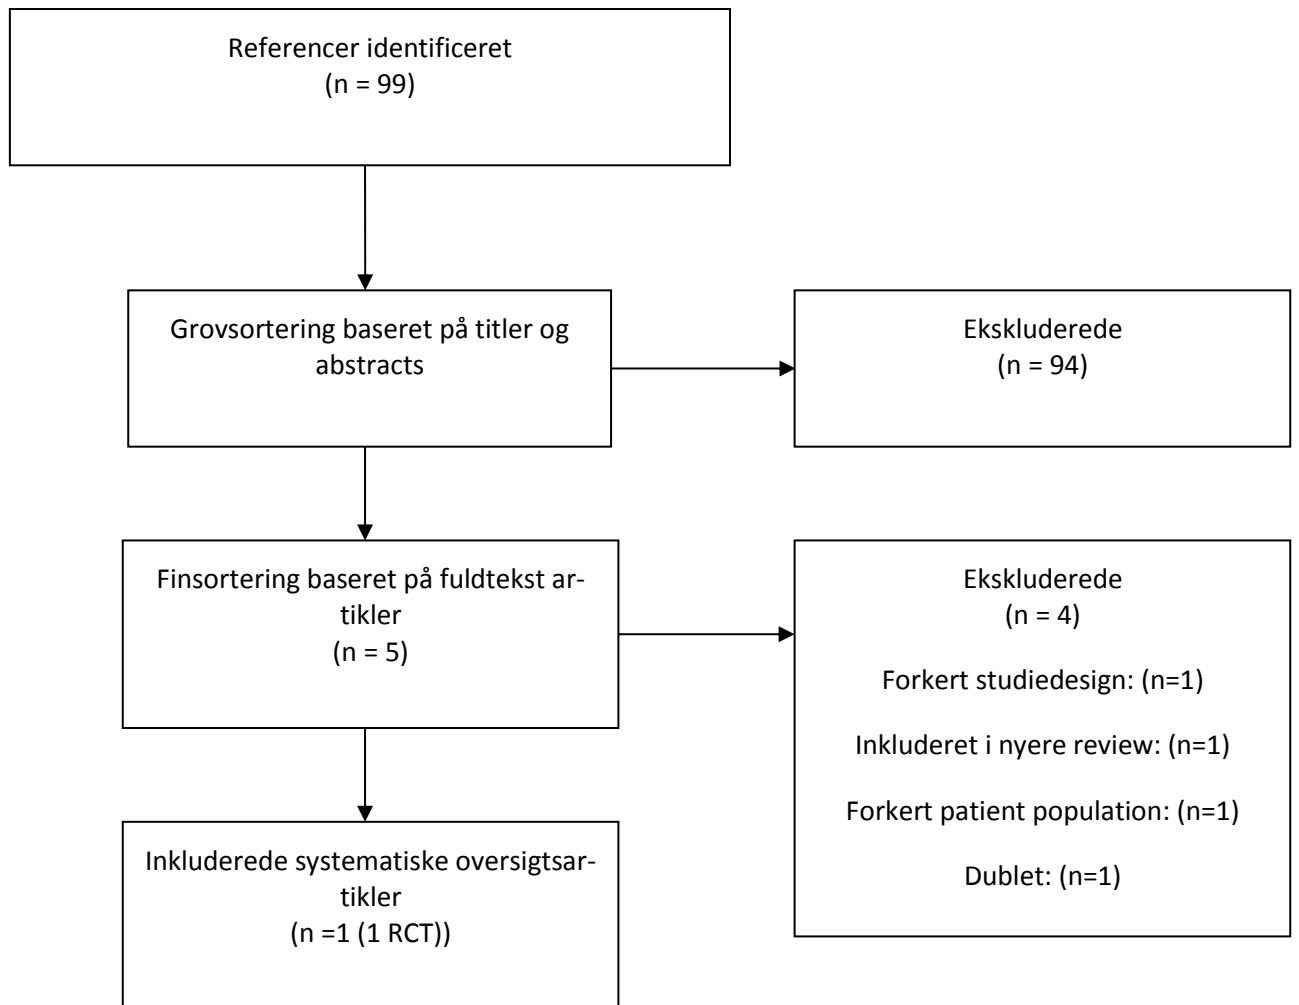 Referencer identificeret
(n = 99)
Grovsortering baseret på titler og
abstracts
Ekskluderede
(n = 94)
Finsortering baseret på fuldtekst ar-
tikler
(n = 5)
Ekskluderede
(n = 4)
Forkert studiedesign: (n=1)
Inkluderet i nyere review: (n=1)
Forkert patient population: (n=1)
Dublet: (n=1)
Inkluderede systematiske oversigtsar-
tikler
(n =1 (1 RCT))